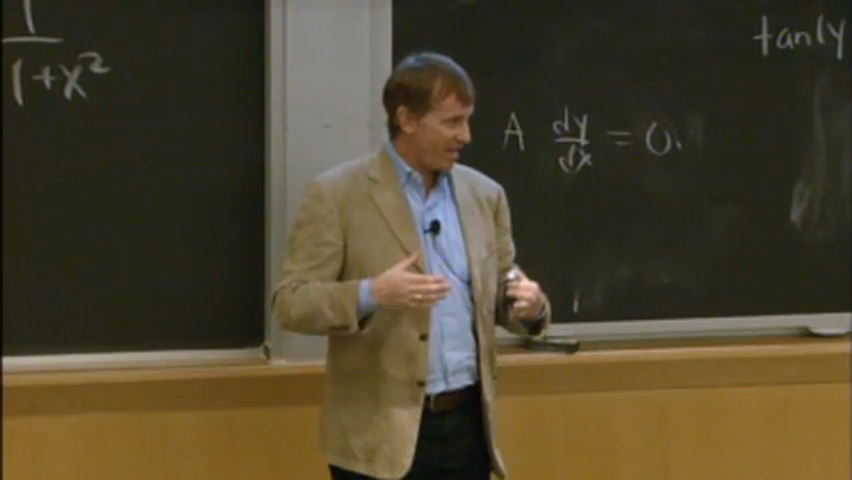 1
1+x²
tan(y
A dy/dx = 0.